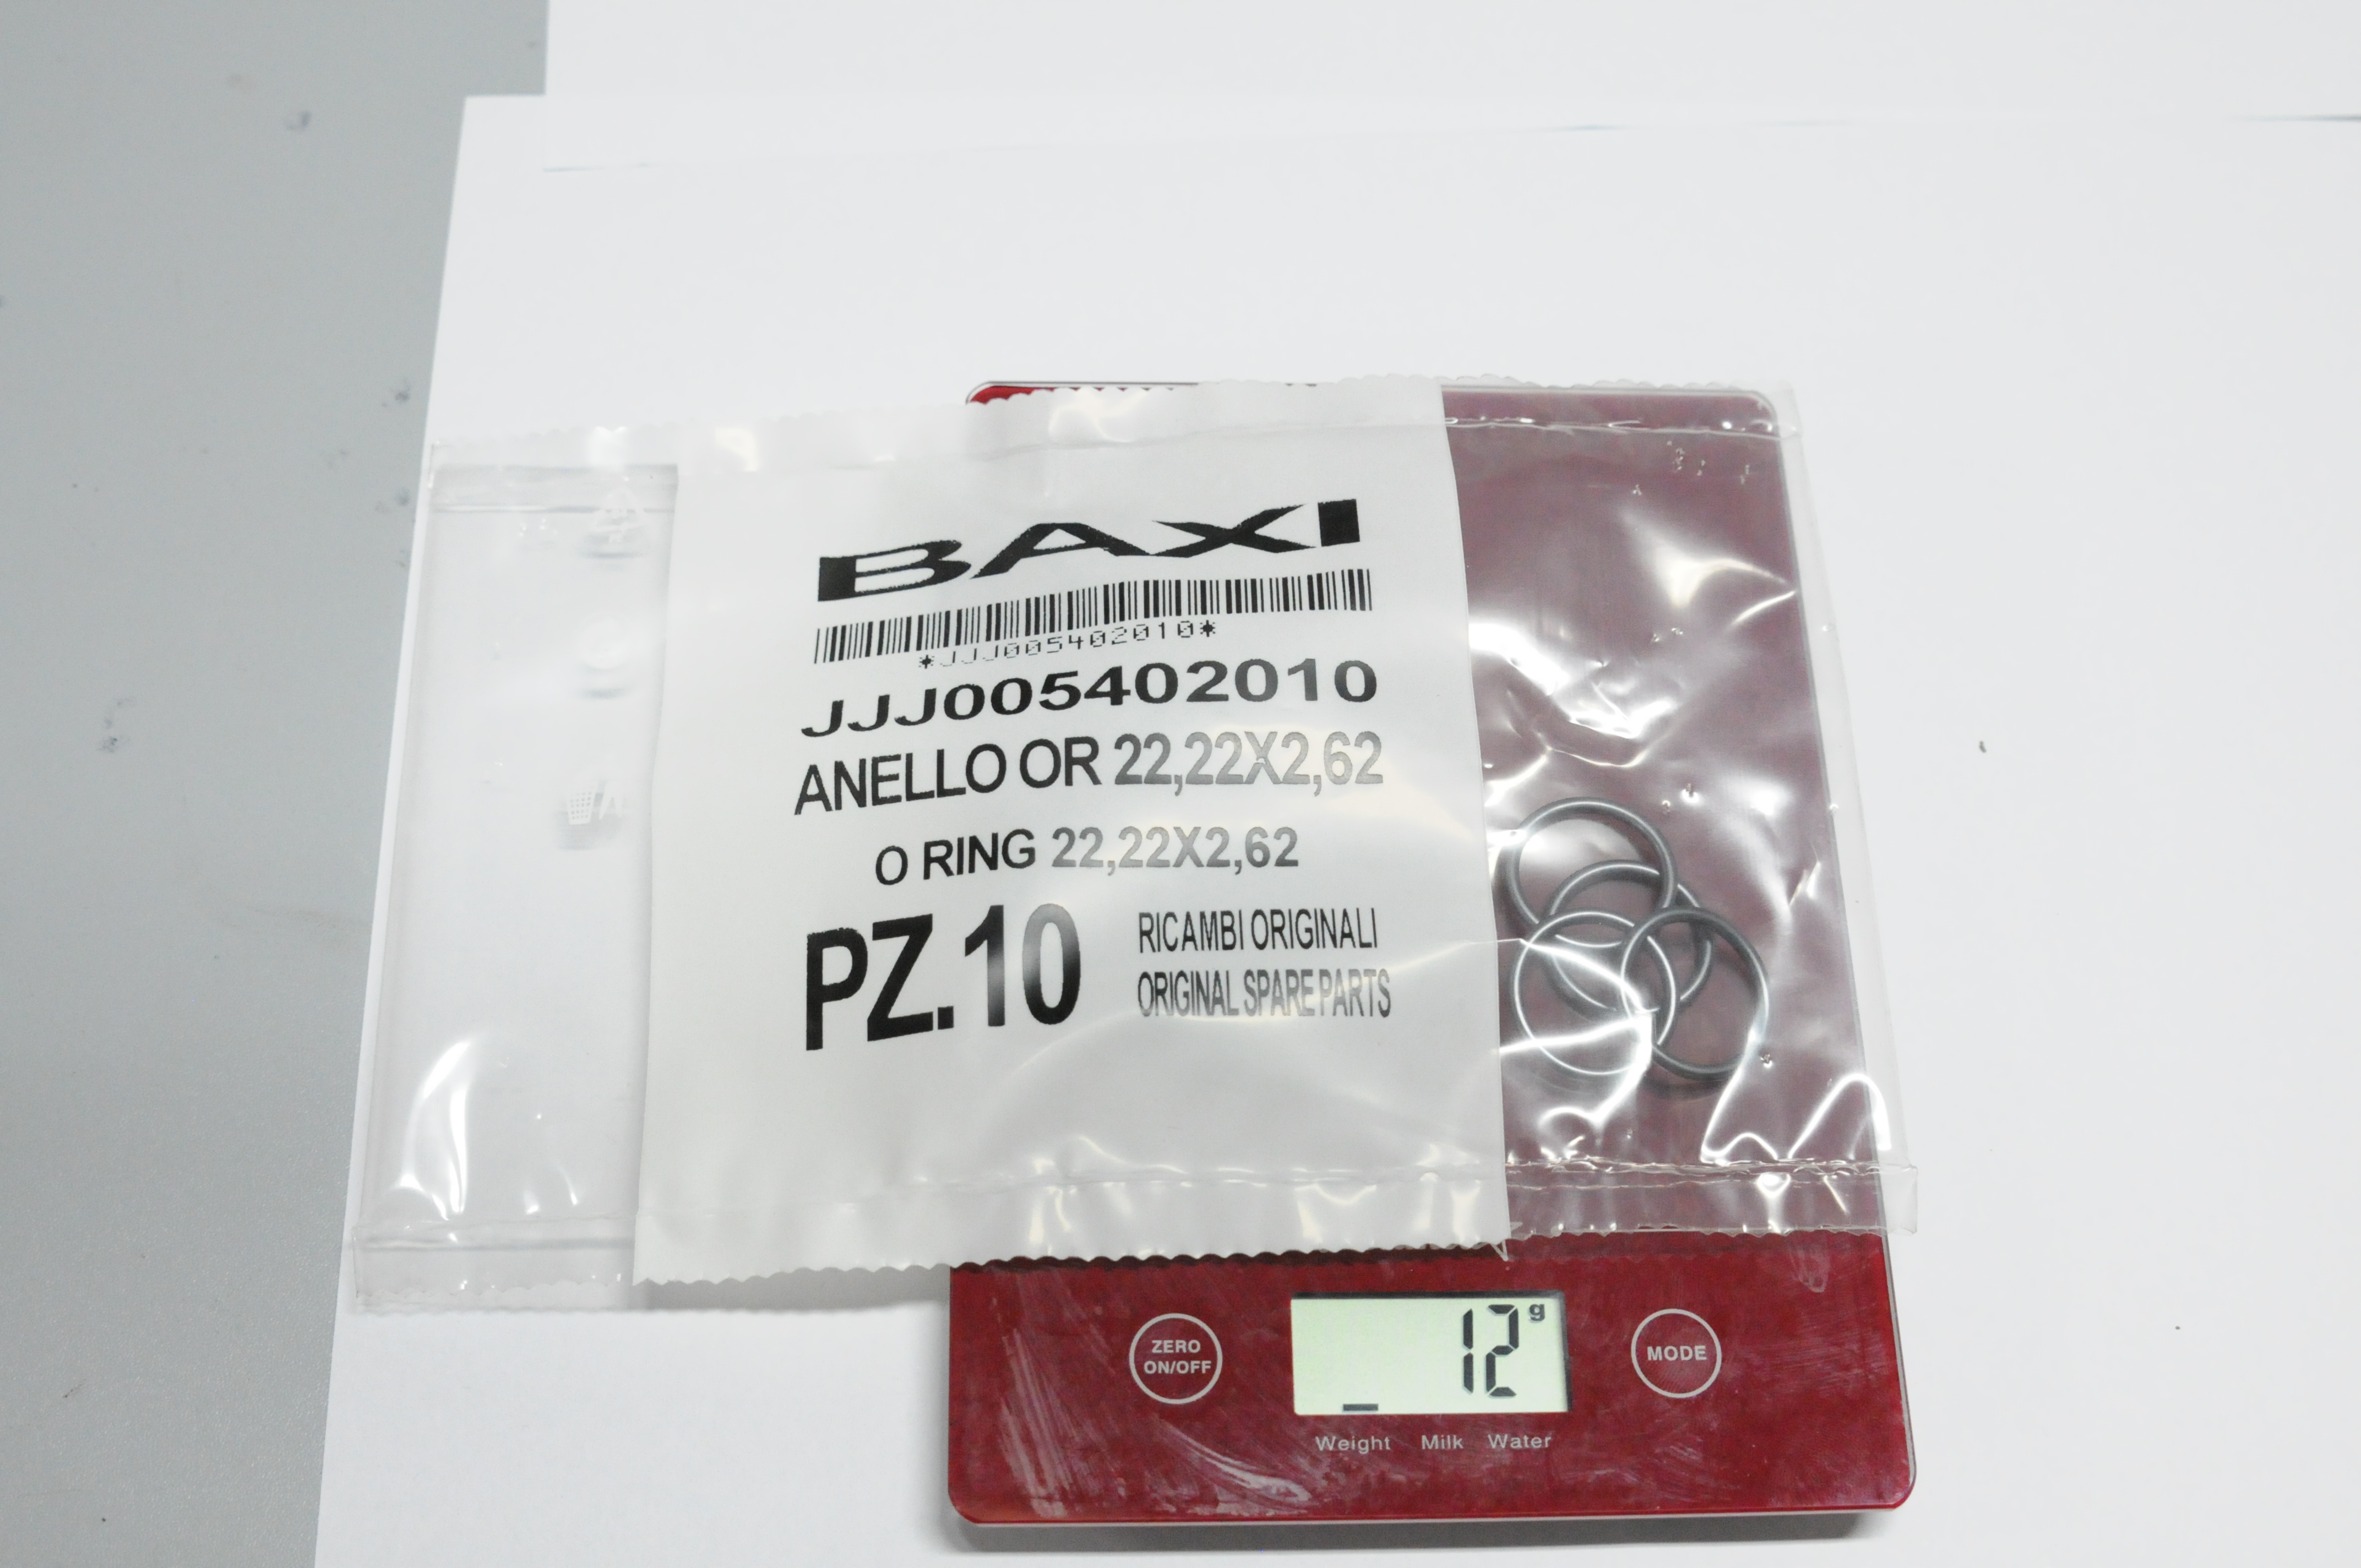 BAXI
*JJJ005402010*
JJJ005402010
ANELLO OR 22,22X2,62
O RING 22,22X2,62
PZ.10
RICAMBI ORIGINALI
ORIGINAL SPARE PARTS
ZERO
ON/OFF
12 g
MODE
Weight Milk Water